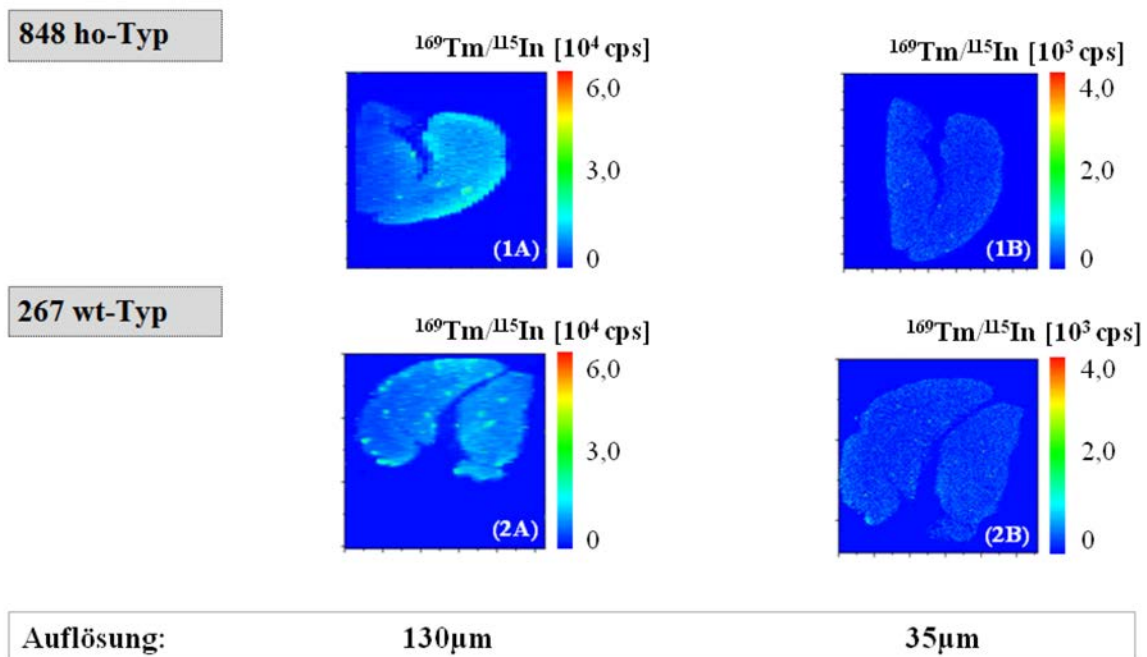 848 ho-Typ
¹⁶⁹Tm/¹¹⁵In [10⁴ cps]
6,0
3,0
0
(1A)
¹⁶⁹Tm/¹¹⁵In [10³ cps]
4,0
2,0
0
(1B)
267 wt-Typ
¹⁶⁹Tm/¹¹⁵In [10⁴ cps]
6,0
3,0
0
(2A)
¹⁶⁹Tm/¹¹⁵In [10³ cps]
4,0
2,0
0
(2B)
Auflösung: 130µm 35µm